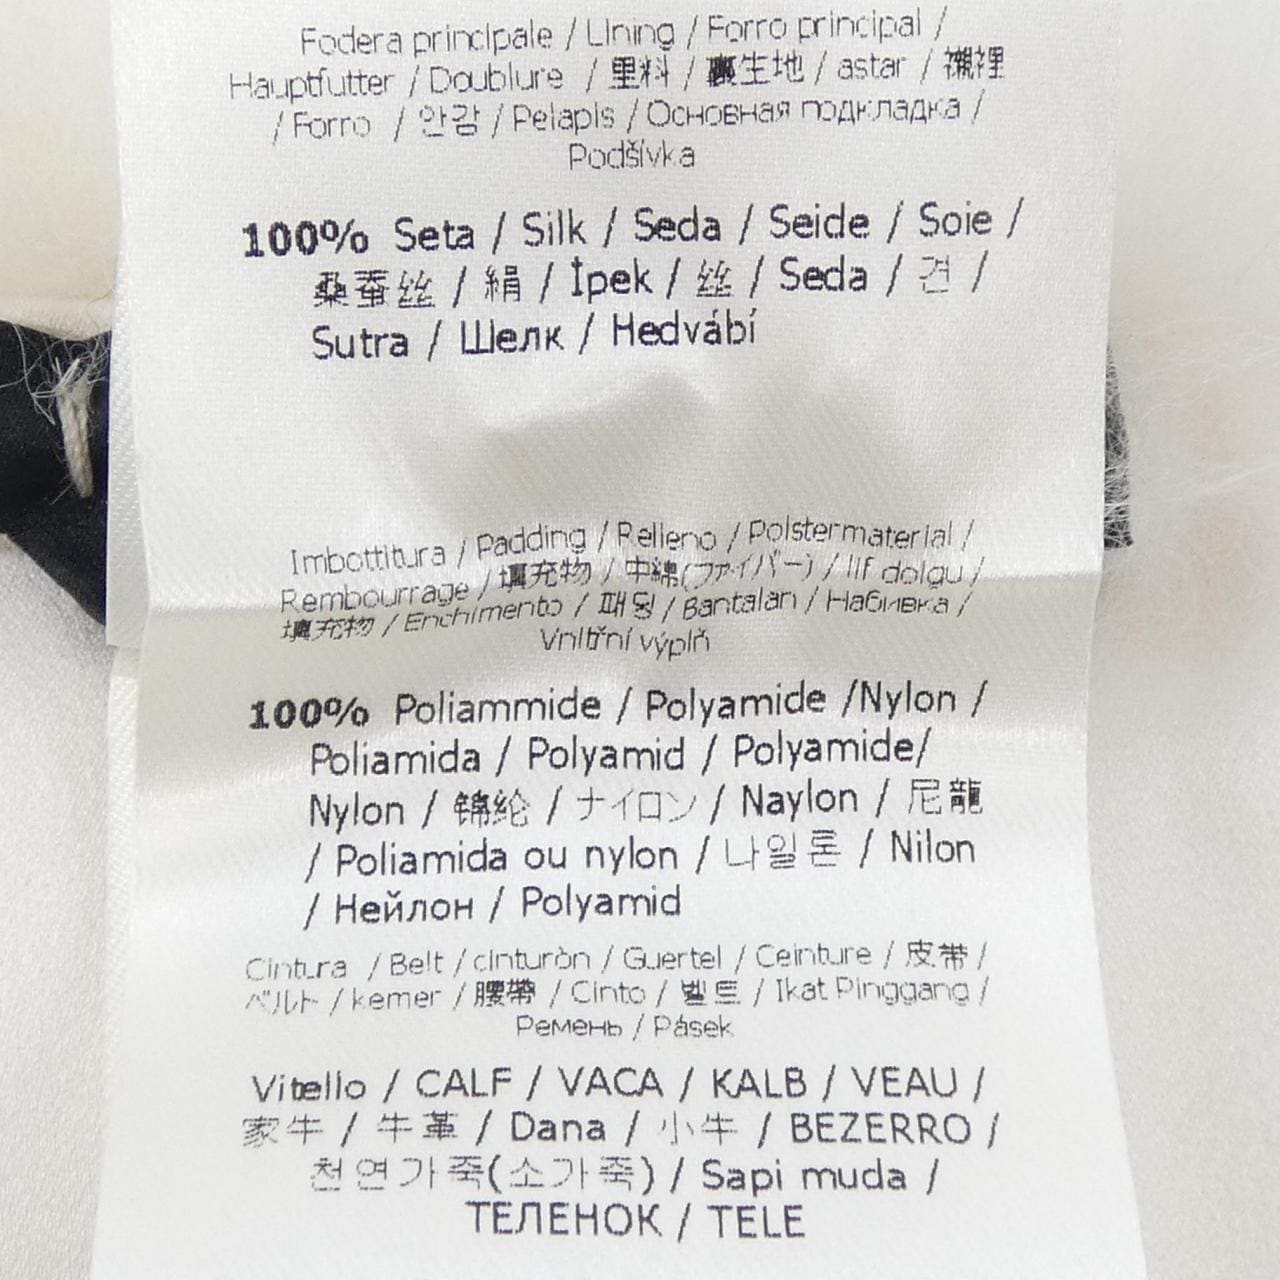 Fodera principale / Lining / Forro principal /
Hauptfutter / Doublure / 里料 / 裏生地 / astar / 襯裡
/ Forro / 안감 / Pelapis / Основная подкладка /
Podšívka
100% Seta / Silk / Seda / Seide / Soie /
桑蚕丝 / 絹 / İpek / 丝 / Seda / 견 /
Sutra / Шелк / Hedvábí
Imbottitura / Padding / Relleno / Polstermaterial /
Rembourrage / 填充物 / 中綿(ファイバー) / lif dolgu /
填充物 / Enchimento / 패딩 / Bantalan / Набивка /
Vnitřní výplň
100% Poliammide / Polyamide /Nylon /
Poliamida / Polyamid / Polyamide/
Nylon / 锦纶 / ナイロン / Naylon / 尼龍
/ Poliamida ou nylon / 나일론 / Nilon
/ Нейлон / Polyamid
Cintura / Belt / cinturòn / Guertel / Ceinture / 皮带 /
ベルト / kemer / 腰帶 / Cinto / 벨트 / Ikat Pinggang /
Ремень / Pásek
Vitello / CALF / VACA / KALB / VEAU /
家牛 / 牛革 / Dana / 小牛 / BEZERRO /
천연가죽(소가죽) / Sapi muda /
ТЕЛЕНОК / TELE